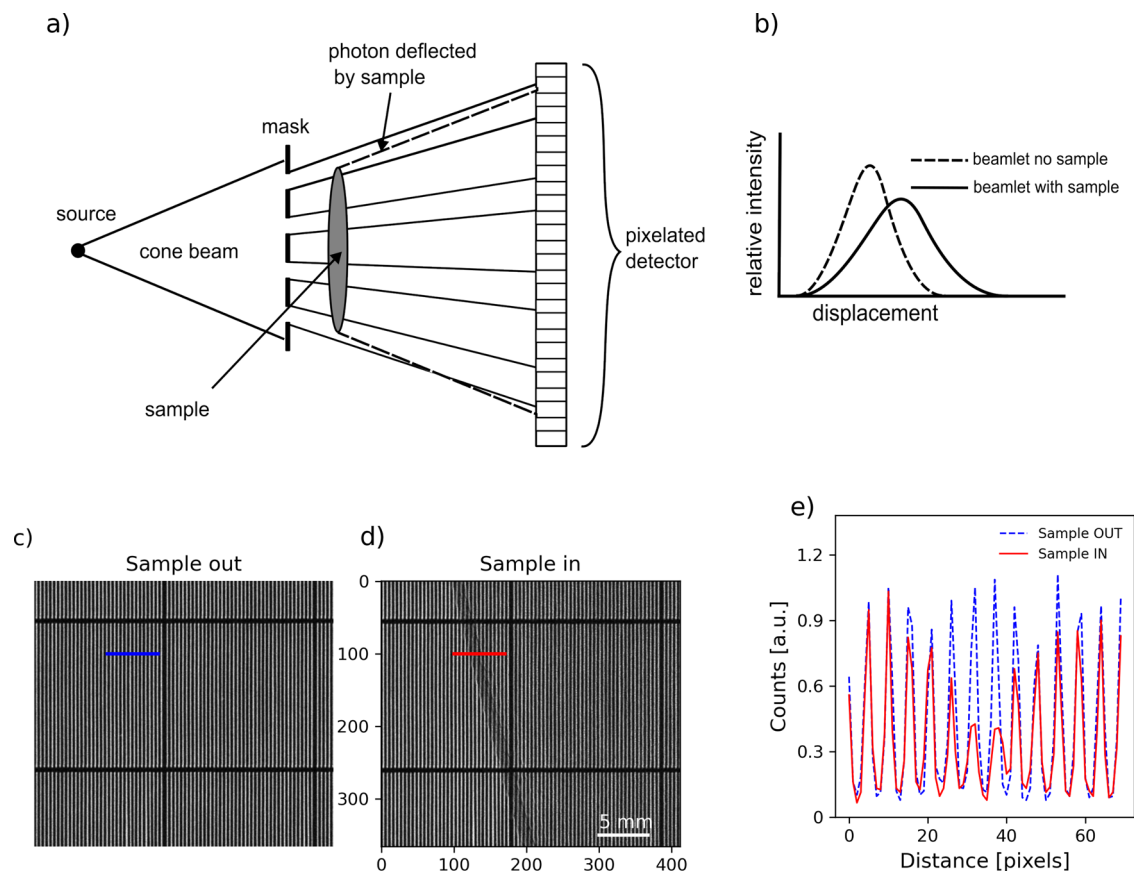 a)
photon deflected
by sample
mask
source
cone beam
pixelated
detector
sample
b)
relative intensity
beamlet no sample
beamlet with sample
displacement
c)
Sample out
d)
Sample in
0
100
200
300
5 mm
0
100
200
300
400
e)
Sample OUT
Sample IN
Counts [a.u.]
1.2
0.9
0.6
0.3
0
0
20
40
60
Distance [pixels]